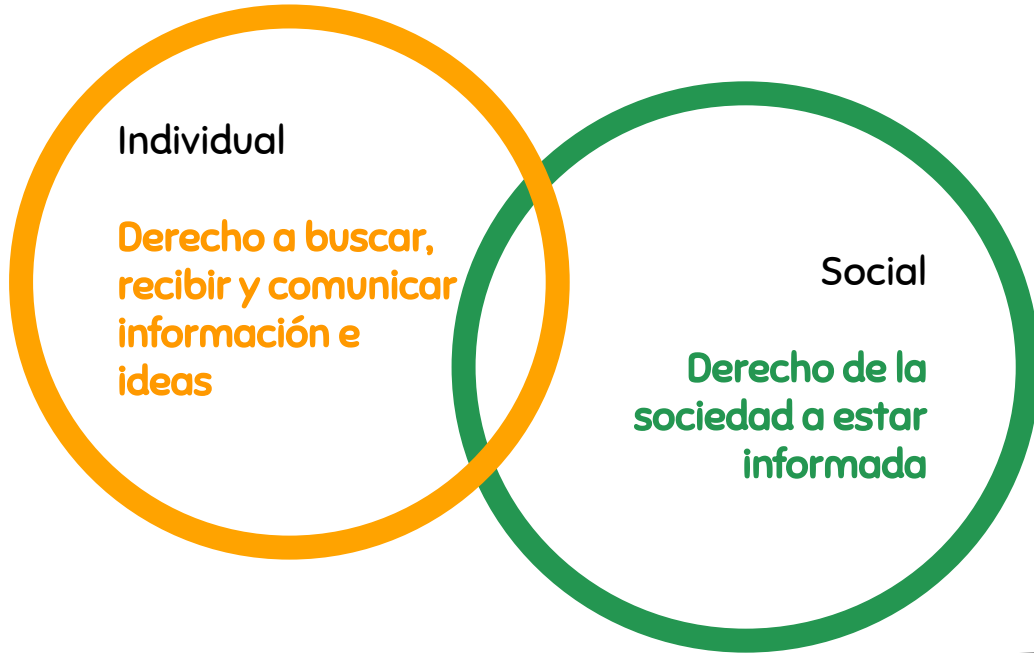 Individual
Derecho a buscar,
recibir y comunicar
información e
ideas
Social
Derecho de la
sociedad a estar
informada